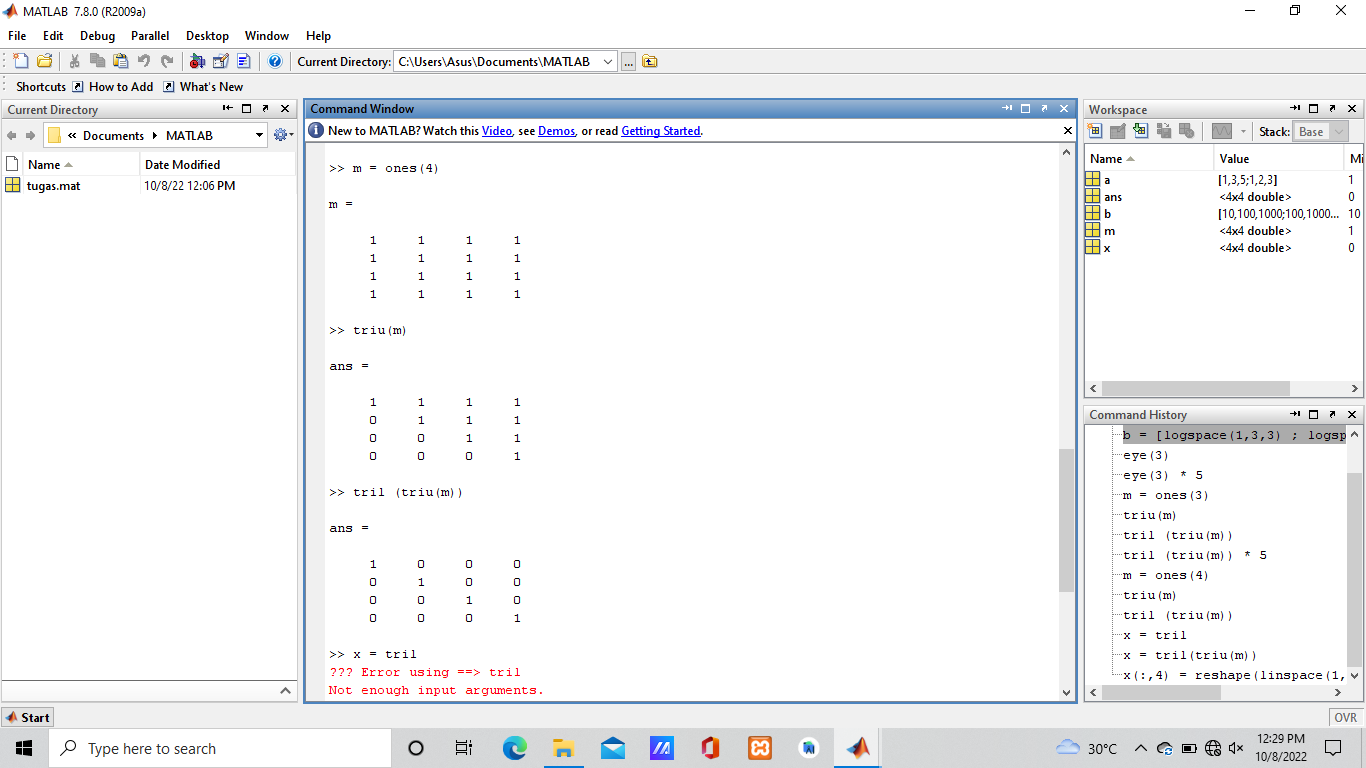 MATLAB 7.8.0 (R2009a)
File Edit Debug Parallel Desktop Window Help
Current Directory: C:\Users\Asus\Documents\MATLAB ...
Shortcuts How to Add What's New
Current Directory
« Documents MATLAB
Name Date Modified
tugas.mat 10/8/22 12:06 PM
Command Window
New to MATLAB? Watch this Video, see Demos, or read Getting Started.
>> m = ones(4)
m =
1 1 1 1
1 1 1 1
1 1 1 1
1 1 1 1
>> triu(m)
ans =
1 1 1 1
0 1 1 1
0 0 1 1
0 0 0 1
>> tril (triu(m))
ans =
1 0 0 0
0 1 0 0
0 0 1 0
0 0 0 1
>> x = tril
??? Error using ==> tril
Not enough input arguments.
Workspace
Stack: Base
Name Value Mi
a [1,3,5;1,2,3] 1
ans <4x4 double> 0
b [10,100,1000;100,1000... 10
m <4x4 double> 1
x <4x4 double> 0
Command History
b = [logspace(1,3,3) ; logsp
eye(3)
eye(3) * 5
m = ones(3)
triu(m)
tril (triu(m))
tril (triu(m)) * 5
m = ones(4)
triu(m)
tril (triu(m))
x = tril
x = tril(triu(m))
x(:,4) = reshape(linspace(1,
Start
OVR
Type here to search
30°C
12:29 PM
10/8/2022